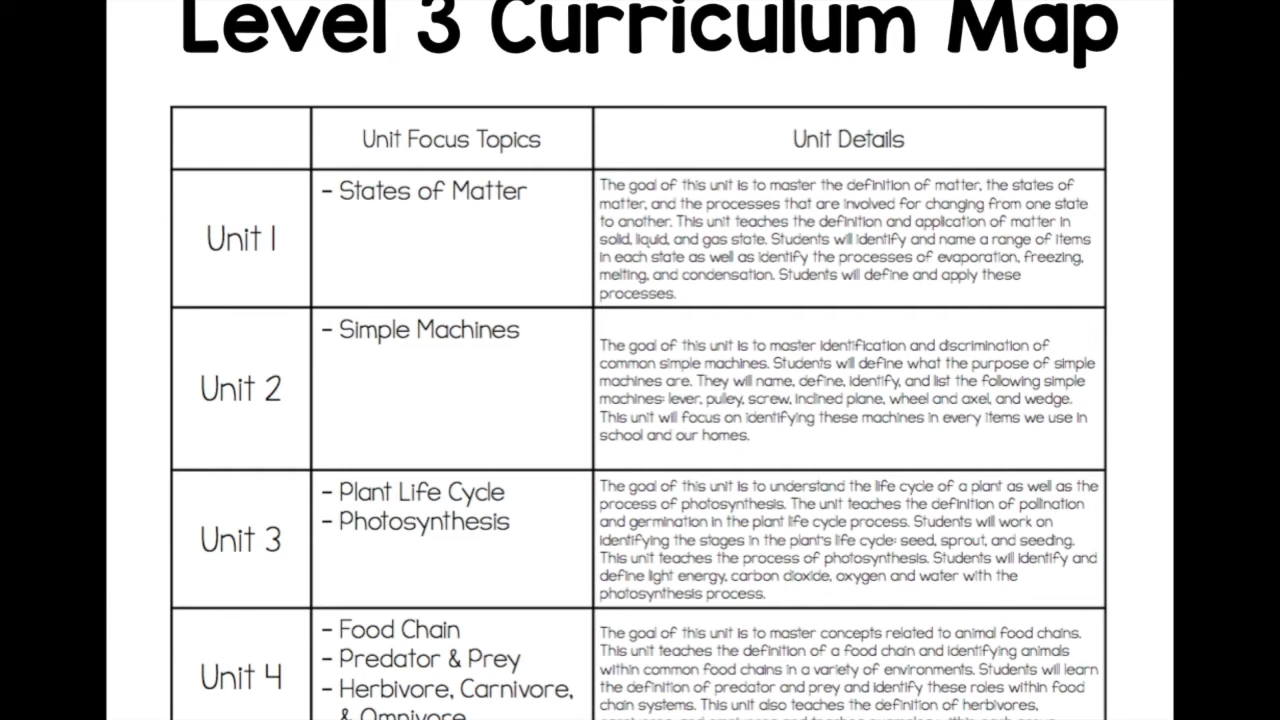 Level 3 Curriculum Map
Unit Focus Topics
Unit Details
Unit 1
- States of Matter
The goal of this unit is to master the definition of matter, the states of
matter, and the processes that are involved for changing from one state
to another. This unit teaches the definition and application of matter in
solid, liquid, and gas state. Students will identify and name a range of items
in each state as well as identify the processes of evaporation, freezing,
melting, and condensation. Students will define and apply these
processes.
Unit 2
- Simple Machines
The goal of this unit is to master identification and discrimination of
common simple machines. Students will define what the purpose of simple
machines are. They will name, define, identify, and list the following simple
machines: lever, pulley, screw, inclined plane, wheel and axel, and wedge.
This unit will focus on identifying these machines in every items we use in
school and our homes.
Unit 3
- Plant Life Cycle
- Photosynthesis
The goal of this unit is to understand the life cycle of a plant as well as the
process of photosynthesis. The unit teaches the definition of pollination
and germination in the plant life cycle process. Students will work on
identifying the stages in the plant's life cycle: seed, sprout, and seeding.
This unit teaches the process of photosynthesis. Students will identify and
define light energy, carbon dioxide, oxygen and water with the
photosynthesis process.
Unit 4
- Food Chain
- Predator & Prey
- Herbivore, Carnivore,
& Omnivore
The goal of this unit is to master concepts related to animal food chains.
This unit teaches the definition of a food chain and identifying animals
within common food chains in a variety of environments. Students will learn
the definition of predator and prey and identify these roles within food
chain systems. This unit also teaches the definition of herbivores,